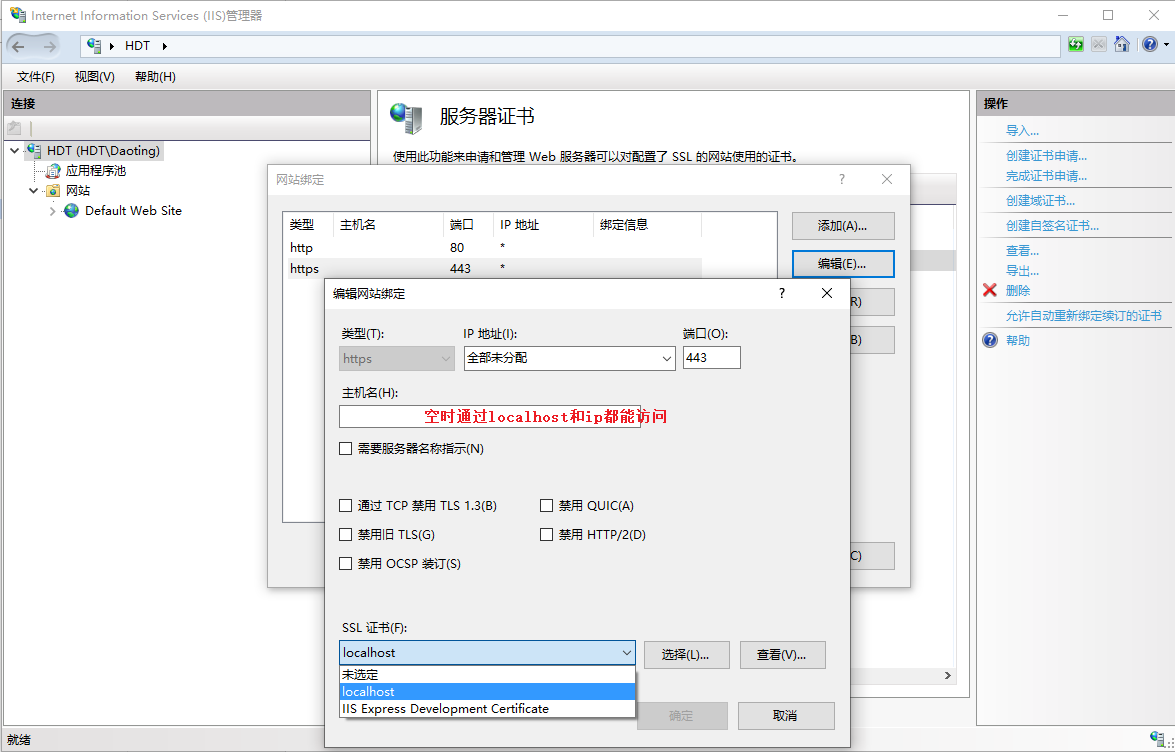 Internet Information Services (IIS)管理器
HDT
文件(F) 视图(V) 帮助(H)
连接
HDT (HDT\Daoting)
应用程序池
网站
Default Web Site
服务器证书
使用此功能来申请和管理 Web 服务器可以对配置了 SSL 的网站使用的证书。
网站绑定
?
类型 主机名 端口 IP 地址 绑定信息
http 80 *
https 443 *
添加(A)...
编辑(E)...
R)
B)
C)
编辑网站绑定
?
类型(T): IP 地址(I): 端口(O):
https 全部未分配 443
主机名(H):
空时通过localhost和ip都能访问
需要服务器名称指示(N)
通过 TCP 禁用 TLS 1.3(B) 禁用 QUIC(A)
禁用旧 TLS(G) 禁用 HTTP/2(D)
禁用 OCSP 装订(S)
SSL 证书(F):
localhost 选择(L)... 查看(V)...
未选定
localhost
IIS Express Development Certificate
确定 取消
操作
导入...
创建证书申请...
完成证书申请...
创建域证书...
创建自签名证书...
查看...
导出...
删除
允许自动重新绑定续订的证书
帮助
就绪